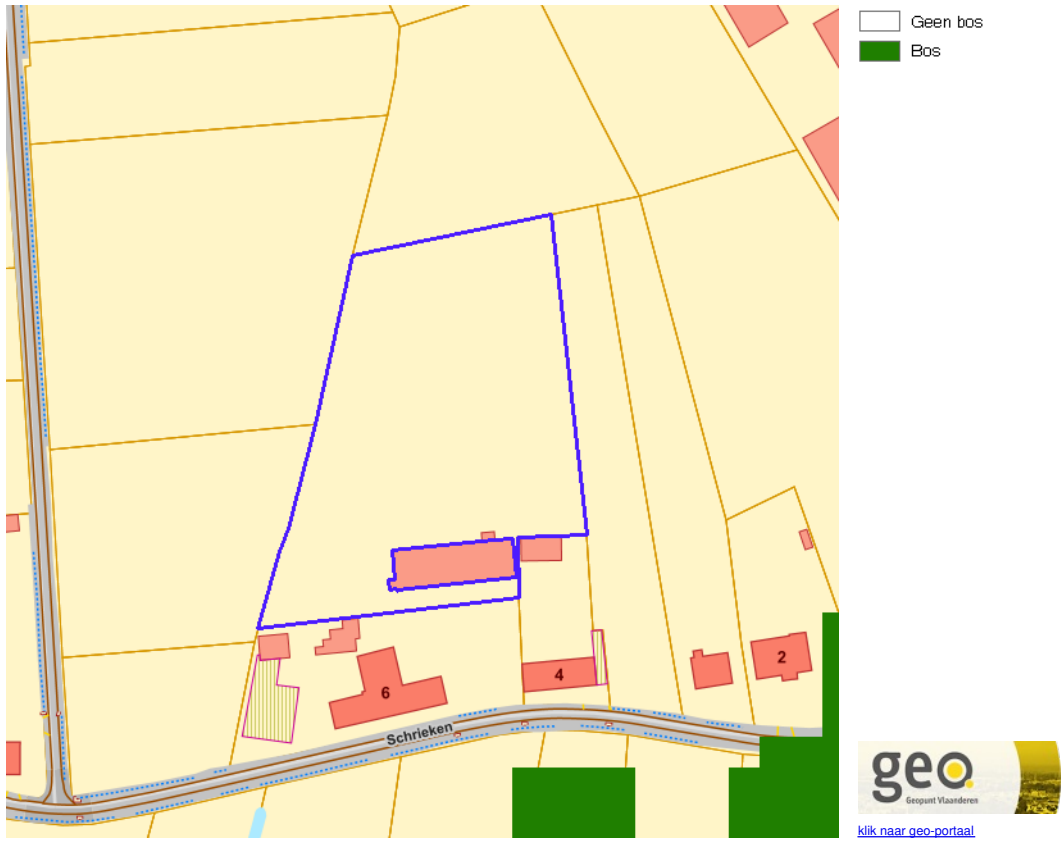 Geen bos
Bos
2
4
6
Schrieken
geo
Geopunt Vlaanderen
klik naar geo-portaal